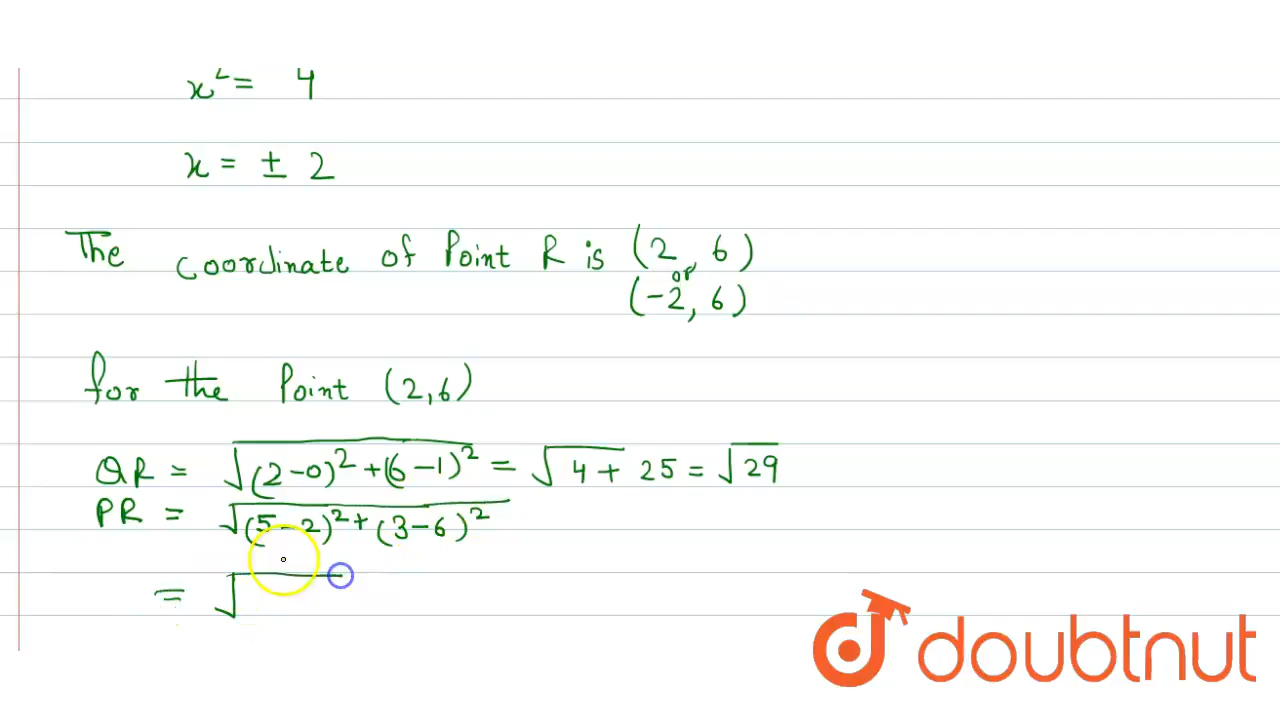 x² = 4
x = ± 2
The coordinate of Point R is (2, 6)
or
(-2, 6)
for the Point (2,6)
QR = √(2-0)²+(6-1)² = √4+25 = √29
PR = √(5-2)²+(3-6)²
= √
doubtnut